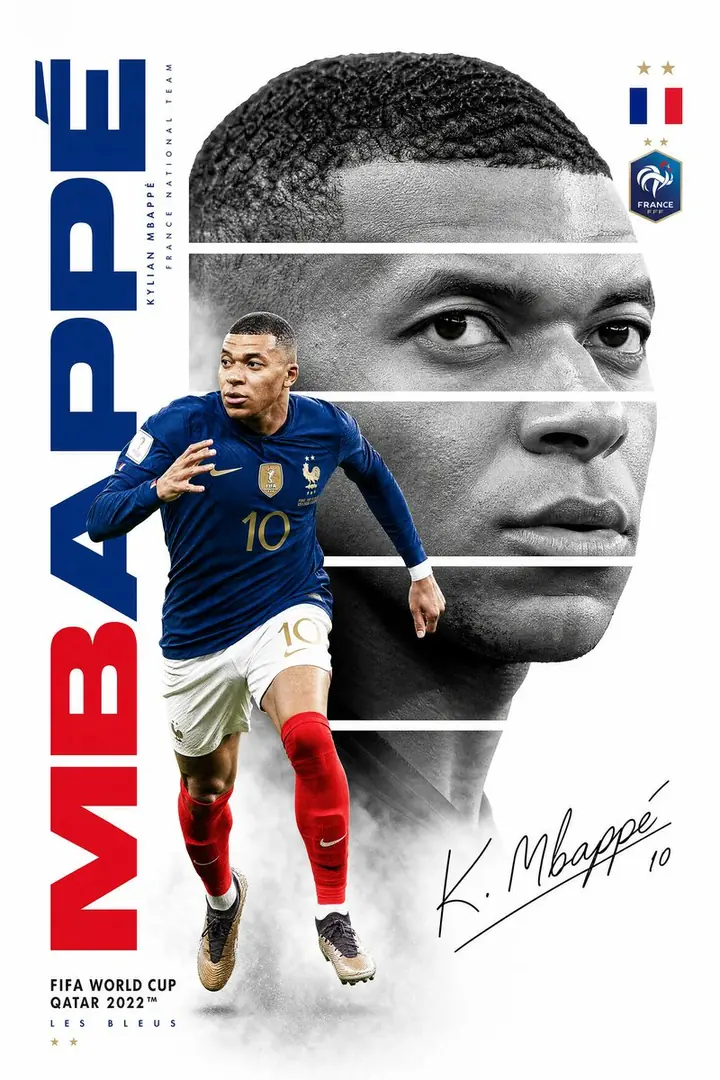 MBAPPÉ
KYLIAN MBAPPÉ
FRANCE NATIONAL TEAM
FRANCE
FFF
10
10
K. Mbappé
10
FIFA WORLD CUP
QATAR 2022™
LES BLEUS